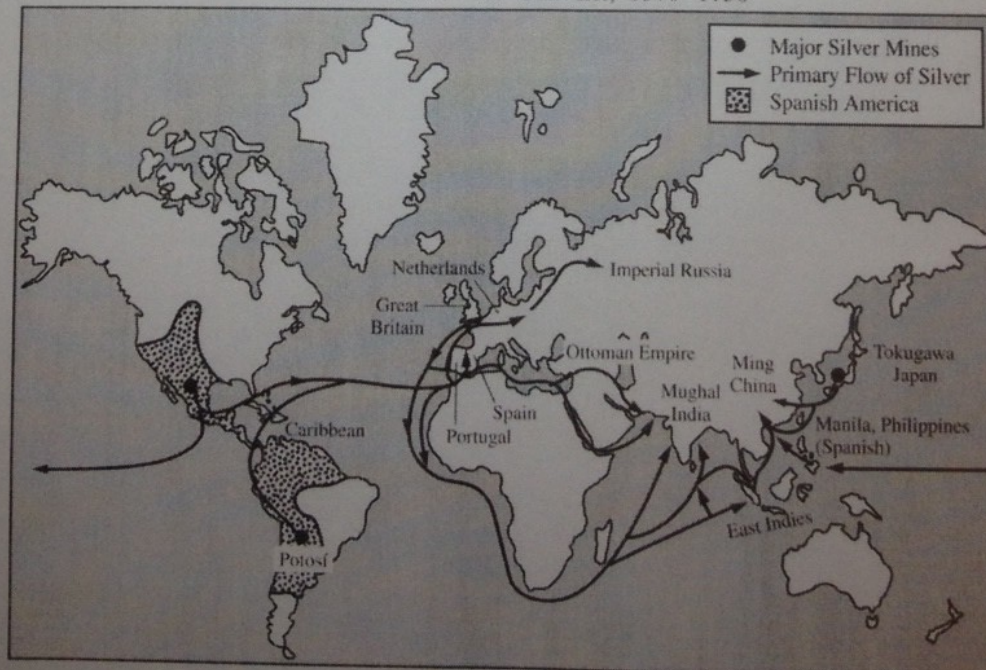 Major Silver Mines
Primary Flow of Silver
Spanish America
Netherlands
Imperial Russia
Great
Britain
Ottoman Empire
Ming
China
Tokugawa
Japan
Mughal
India
Spain
Portugal
Caribbean
Manila, Philippines
(Spanish)
East Indies
Potosí